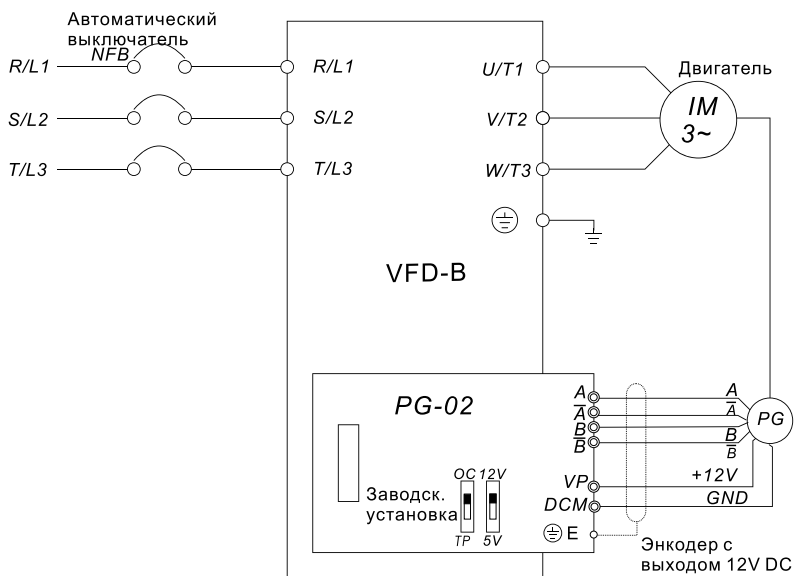 Автоматический
выключатель
NFB
R/L1
R/L1
U/T1
Двигатель
S/L2
S/L2
V/T2
IM
3~
T/L3
T/L3
W/T3
VFD-B
PG-02
A
A̅
B
B̅
A
A̅
B
B̅
PG
OC 12V
Заводск.
установка
TP 5V
VP
+12V
DCM
GND
E
Энкодер с
выходом 12V DC